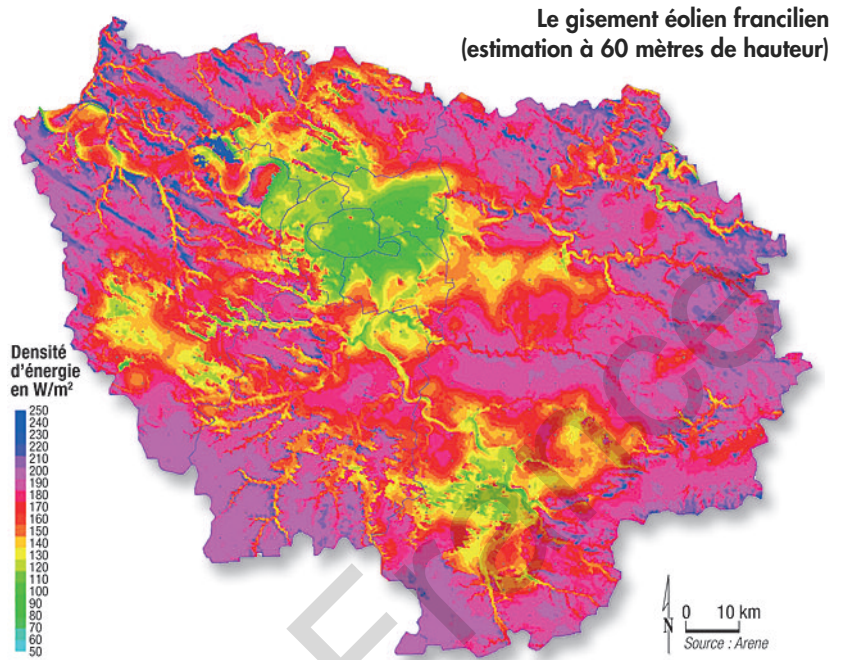 Le gisement éolien francilien
(estimation à 60 mètres de hauteur)
Densité
d'énergie
en W/m²
250
240
230
220
210
200
190
180
170
160
150
140
130
120
110
100
90
80
70
60
50
N
0 10 km
Source : Arene
France